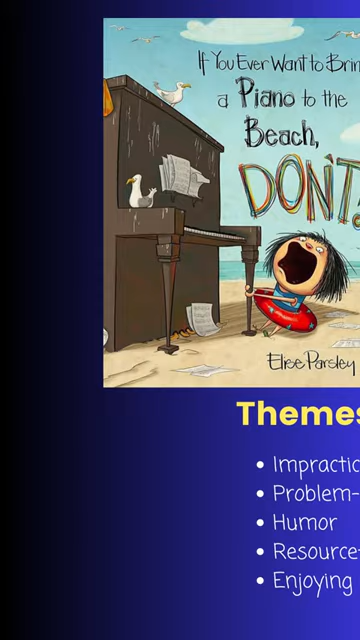 If You Ever Want to Brin
a Piano to the
Beach,
DON'T!
Elise Parsley
Themes
• Impractic
• Problem-
• Humor
• Resource
• Enjoying